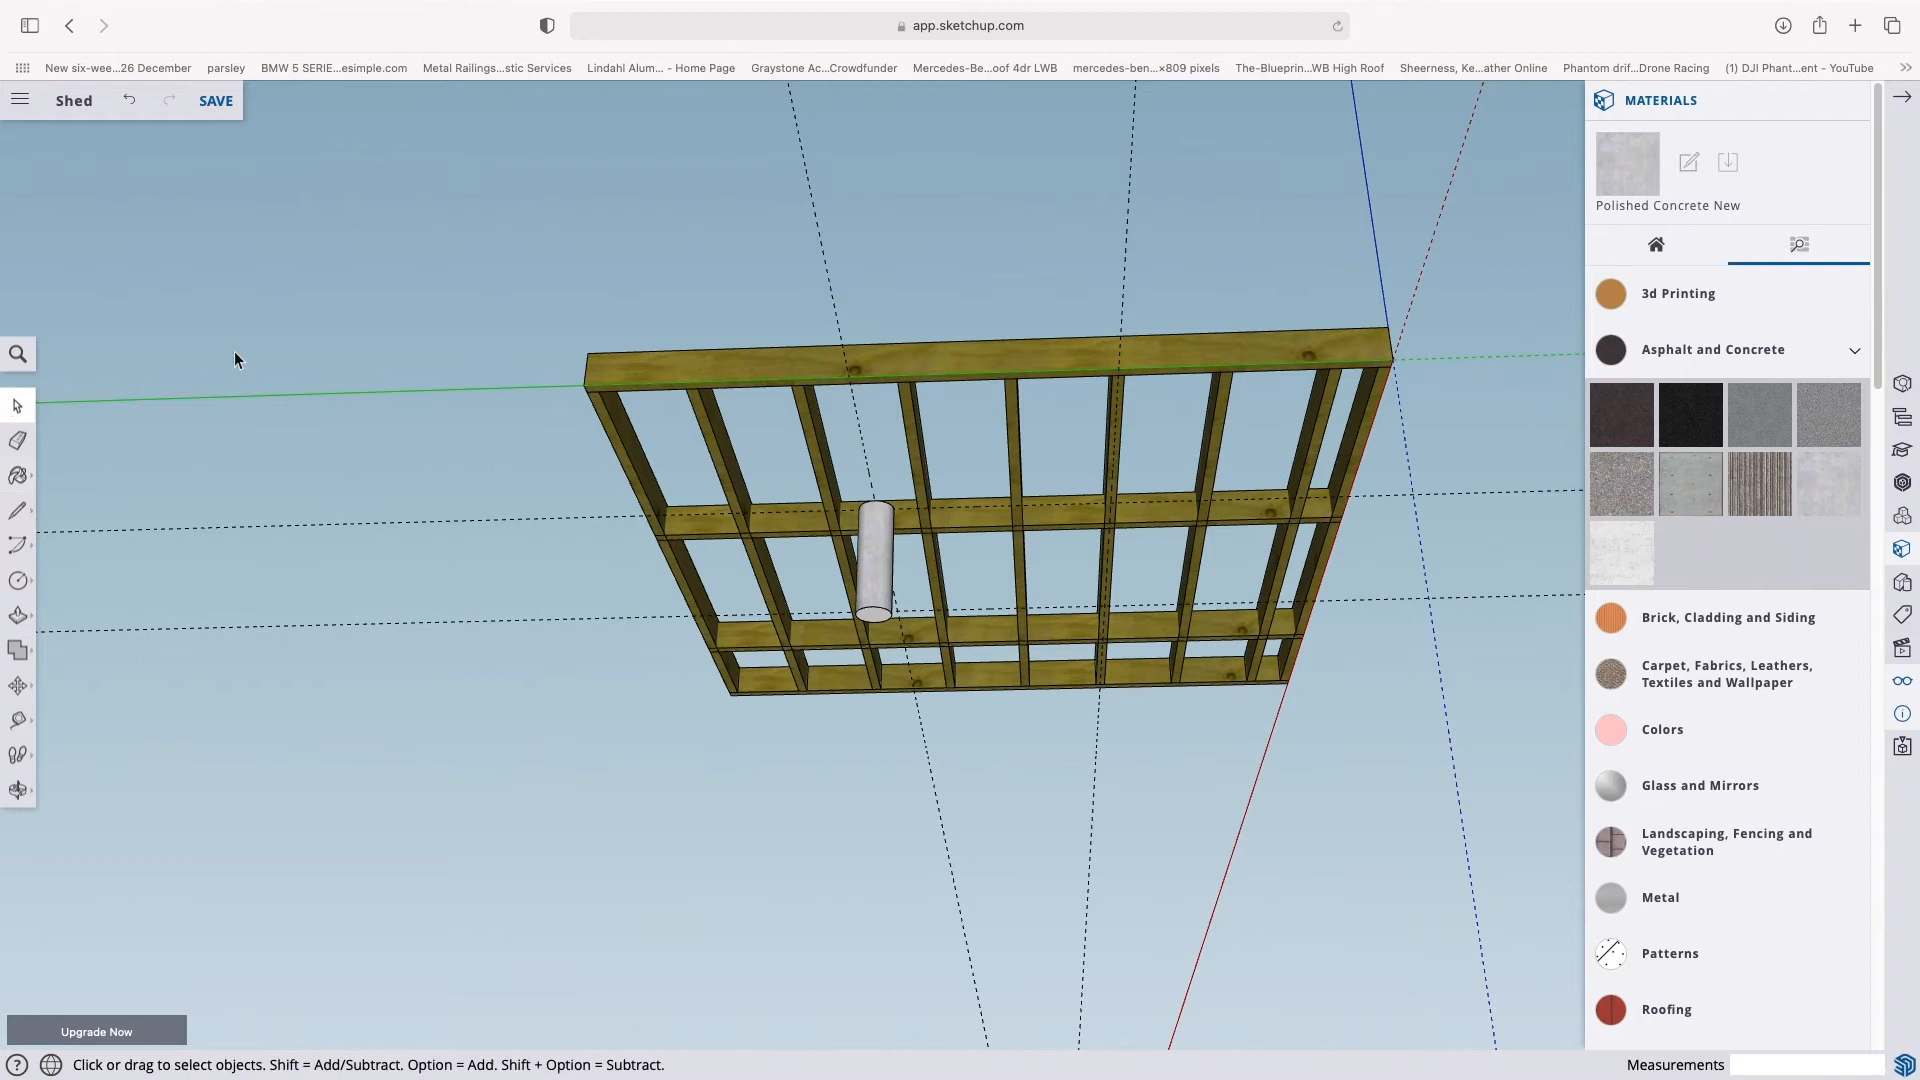 app.sketchup.com
New six-wee...26 December
parsley
BMW 5 SERIE...esimple.com
Metal Railings...stic Services
Lindahl Alum... - Home Page
Graystone Ac...Crowdfunder
Mercedes-Be...oof 4dr LWB
mercedes-ben...×809 pixels
The-Blueprin...WB High Roof
Sheerness, Ke...ather Online
Phantom drif...Drone Racing
(1) DJI Phant...ent - YouTube
Shed
SAVE
MATERIALS
Polished Concrete New
3d Printing
Asphalt and Concrete
Brick, Cladding and Siding
Carpet, Fabrics, Leathers,
Textiles and Wallpaper
Colors
Glass and Mirrors
Landscaping, Fencing and
Vegetation
Metal
Patterns
Roofing
Upgrade Now
Click or drag to select objects. Shift = Add/Subtract. Option = Add. Shift + Option = Subtract.
Measurements